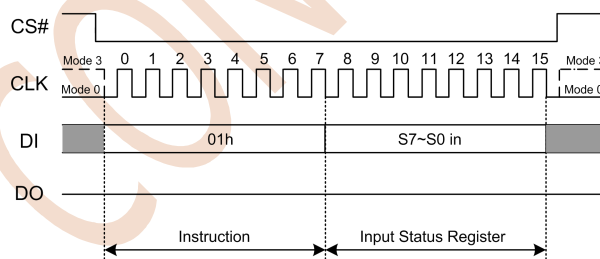 CS#
Mode 3 0 1 2 3 4 5 6 7 8 9 10 11 12 13 14 15 Mode 3
CLK
Mode 0 Mode 0
DI 01h S7~S0 in
DO
Instruction Input Status Register